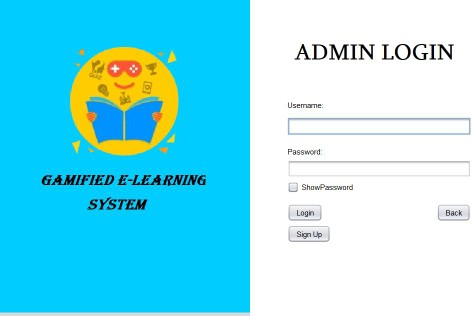 GAMIFIED E-LEARNING
SYSTEM
ADMIN LOGIN
Username:
Password:
ShowPassword
Login
Back
Sign Up